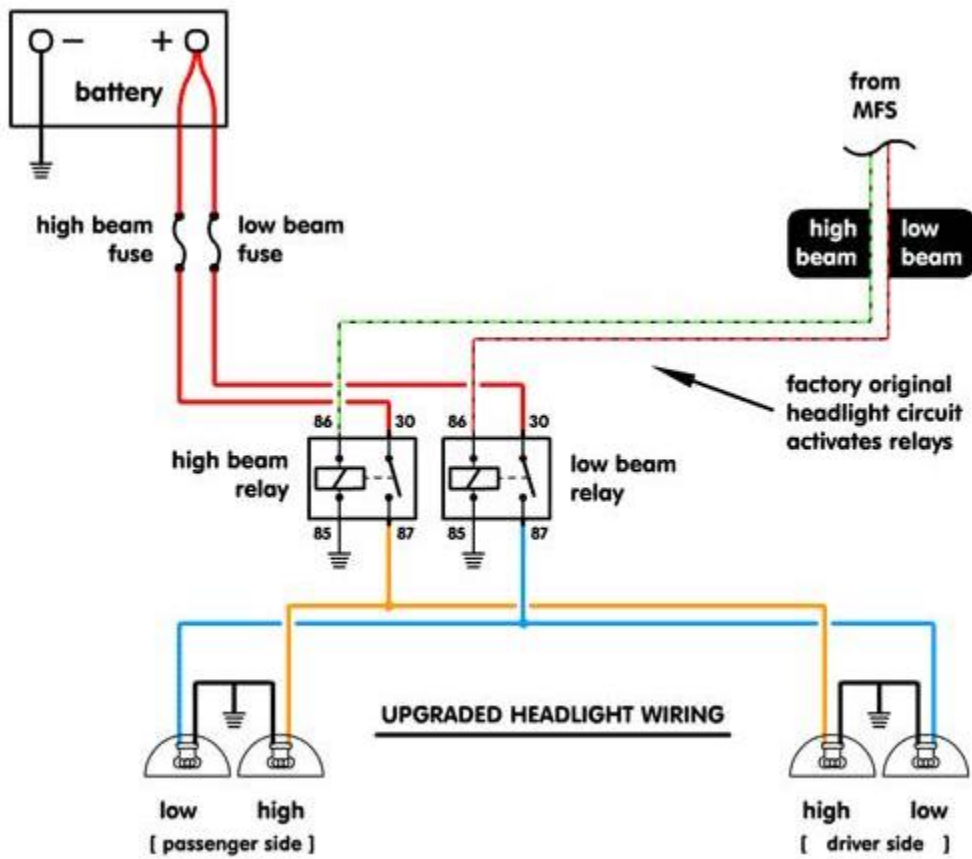 − +
battery
from
MFS
high beam
fuse
low beam
fuse
high
beam
low
beam
factory original
headlight circuit
activates relays
86 30
86 30
high beam
relay
low beam
relay
85 87
85 87
UPGRADED HEADLIGHT WIRING
low high
[ passenger side ]
high low
[ driver side ]